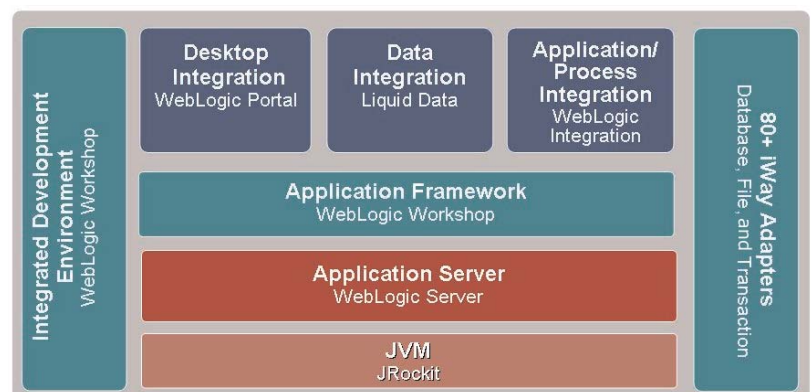 Integrated Development
Environment
WebLogic Workshop
Desktop
Integration
WebLogic Portal
Data
Integration
Liquid Data
Application/
Process
Integration
WebLogic
Integration
Application Framework
WebLogic Workshop
Application Server
WebLogic Server
JVM
JRockit
80+ iWay Adapters
Database, File, and Transaction